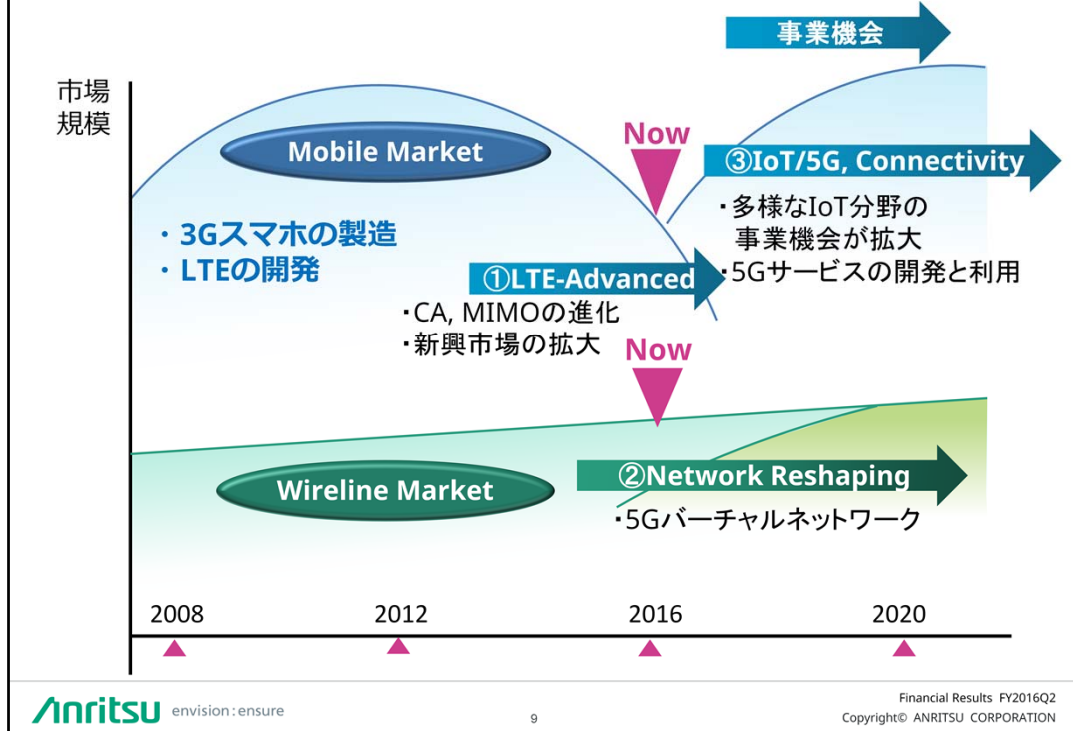 事業機会
市場
規模
Mobile Market
Now
③IoT/5G, Connectivity
・3Gスマホの製造
・LTEの開発
・多様なIoT分野の
事業機会が拡大
・5Gサービスの開発と利用
①LTE-Advanced
・CA, MIMOの進化
・新興市場の拡大
Now
Wireline Market
②Network Reshaping
・5Gバーチャルネットワーク
2008
2012
2016
2020
Anritsu envision:ensure
9
Financial Results FY2016Q2
Copyright© ANRITSU CORPORATION